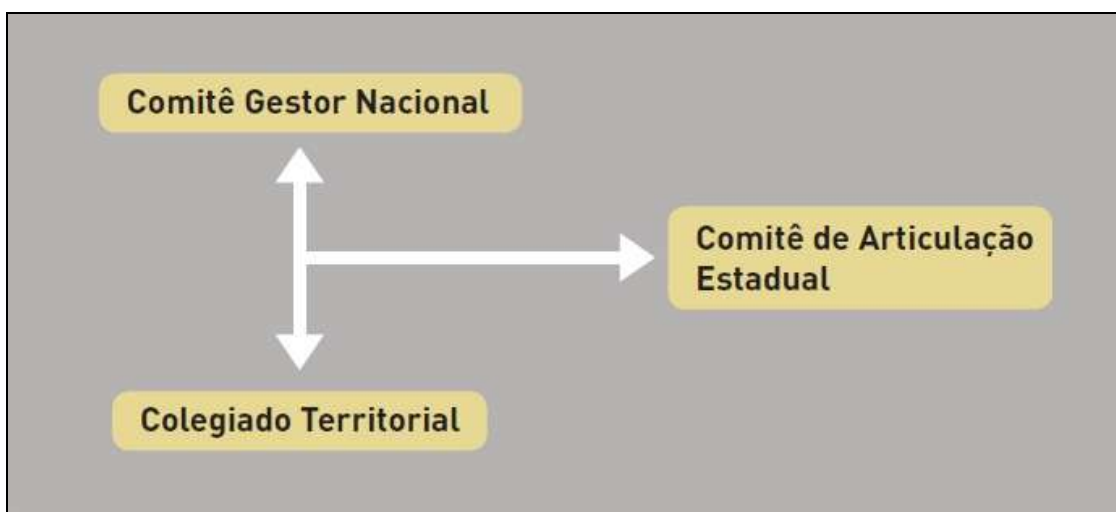 Comitê Gestor Nacional
Comitê de Articulação
Estadual
Colegiado Territorial